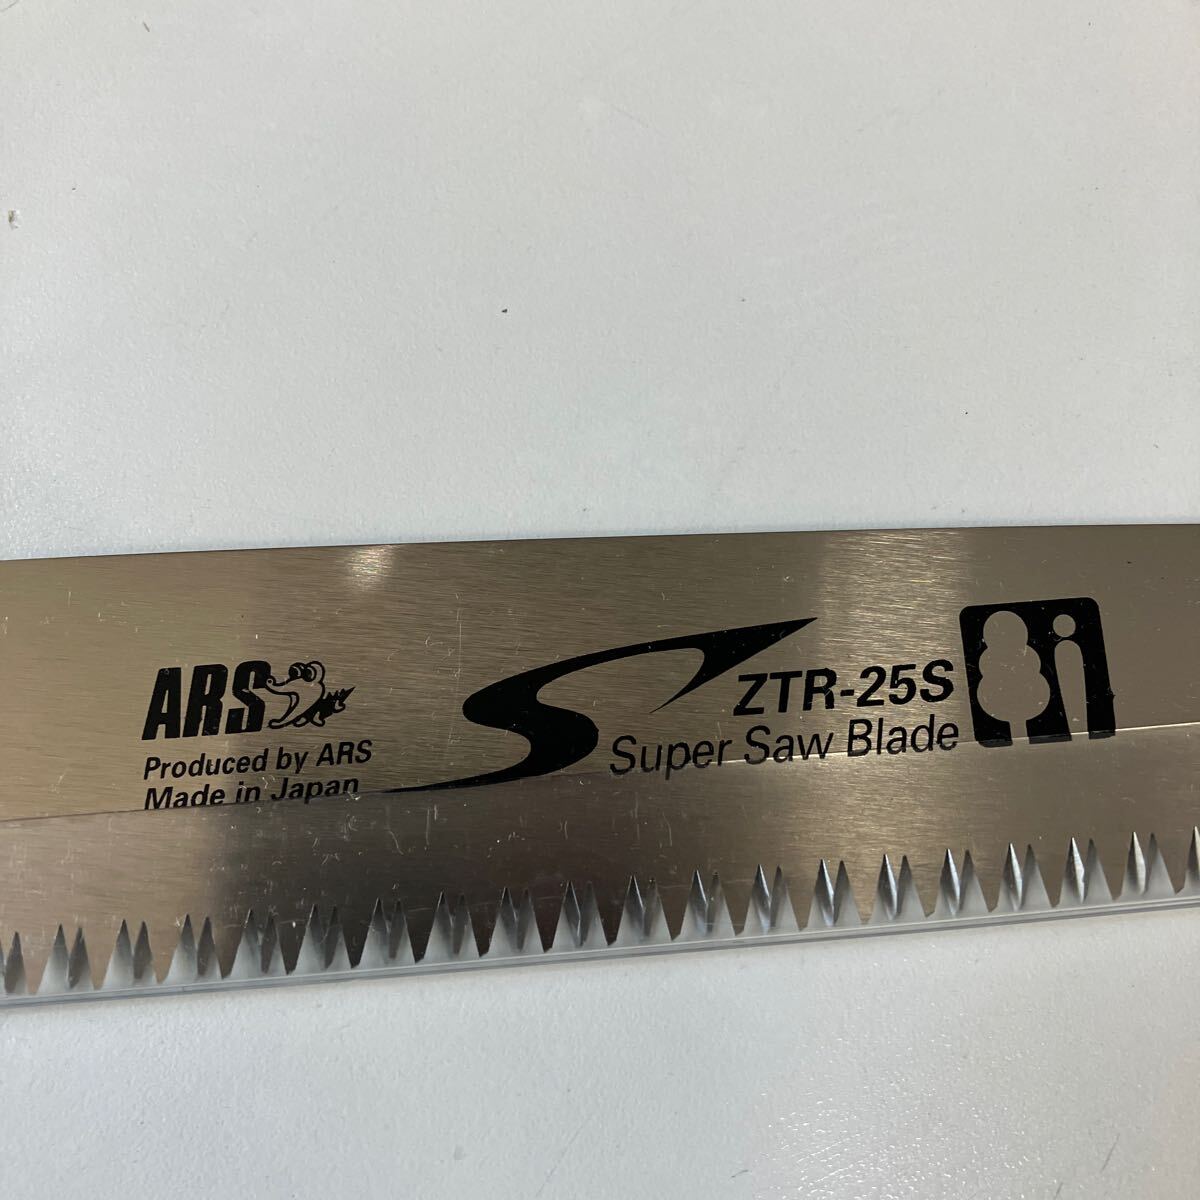 ARS
Produced by ARS
Made in Japan
ZTR-25S
Super Saw Blade